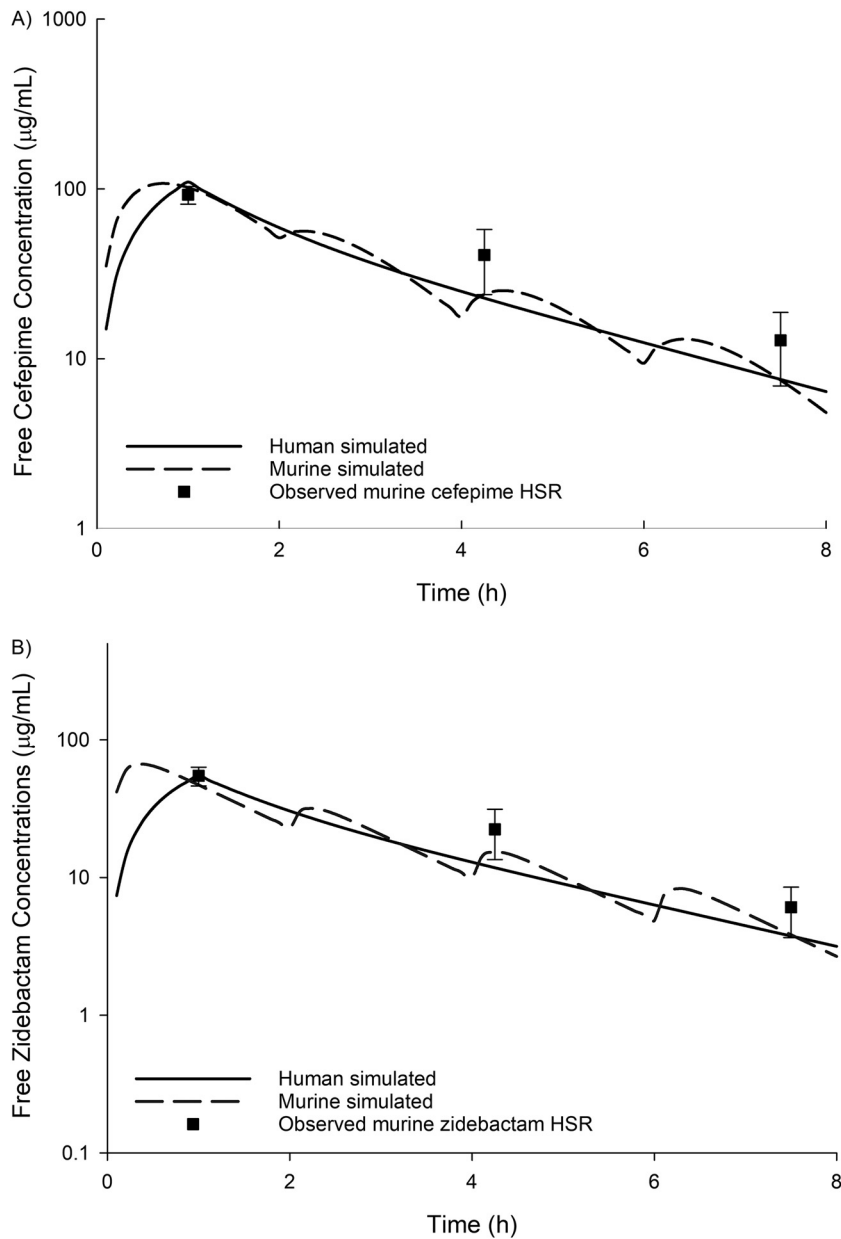 A)
1000
100
10
1
Free Cefepime Concentration (µg/mL)
Human simulated
Murine simulated
Observed murine cefepime HSR
0 2 4 6 8
Time (h)
B)
100
10
1
0.1
Free Zidebactam Concentrations (µg/mL)
Human simulated
Murine simulated
Observed murine zidebactam HSR
0 2 4 6 8
Time (h)